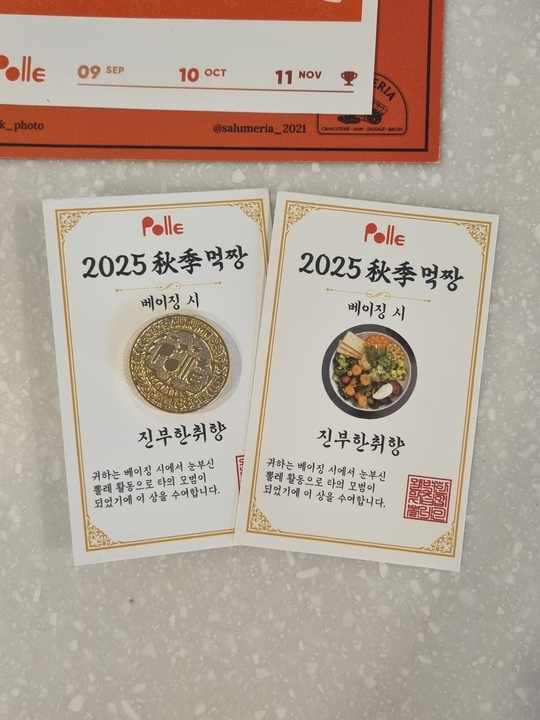 Polle
09 SEP 10 OCT 11 NOV
k_photo @salumeria_2021
CHARCUTERIE · HAM · SAUSAGE · BACON
Polle
2025 秋季 먹짱
베이징 시
Polle
진부한취향
귀하는 베이징 시에서 눈부신
뽈레 활동으로 타의 모범이
되었기에 이 상을 수여합니다.
Polle
2025 秋季 먹짱
베이징 시
진부한취향
귀하는 베이징 시에서 눈부신
뽈레 활동으로 타의 모범이
되었기에 이 상을 수여합니다.